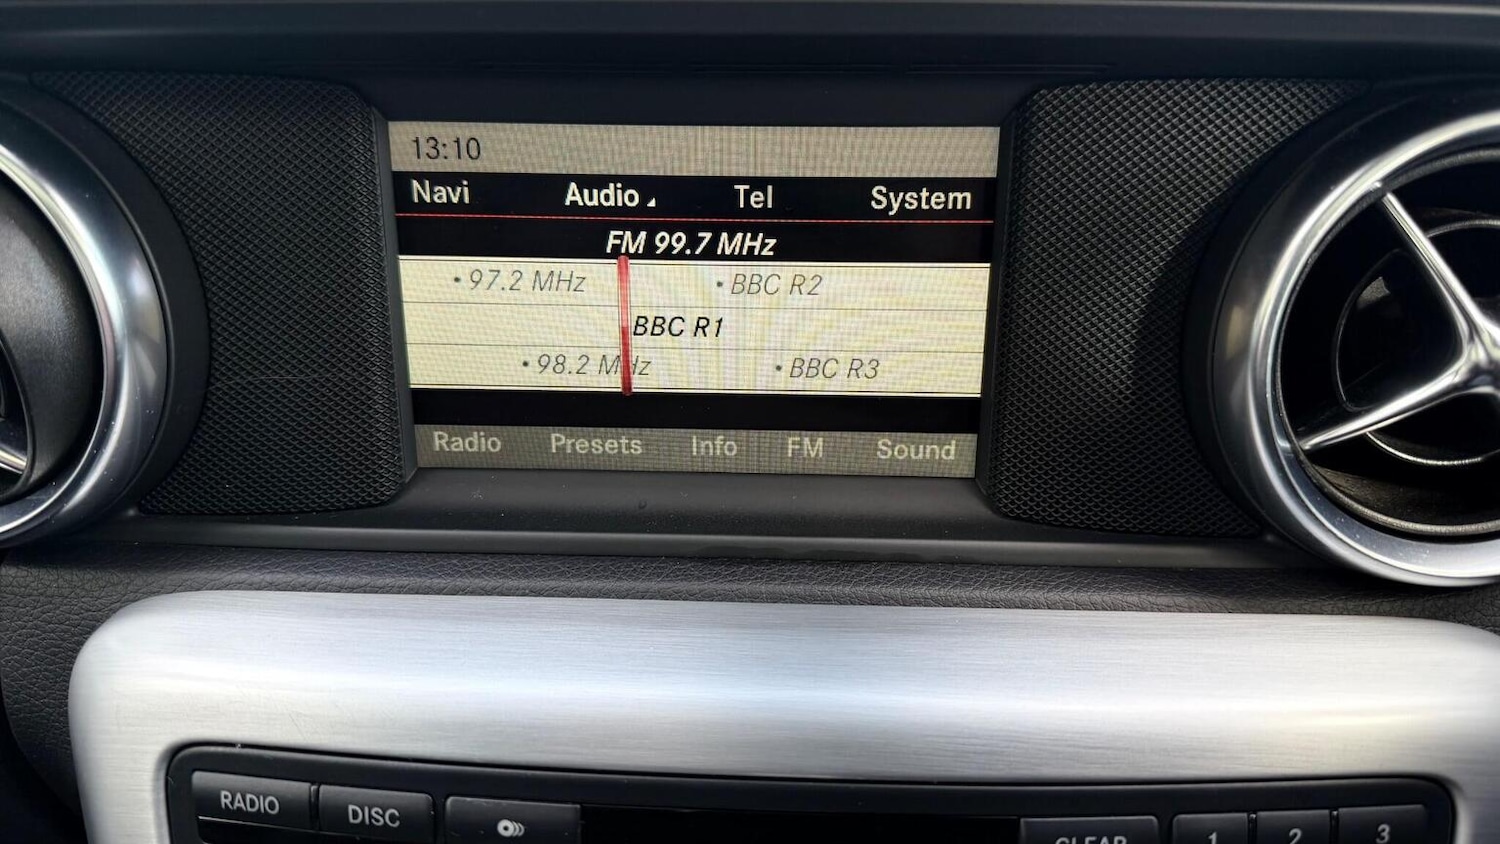 13:10
Navi Audio Tel System
FM 99.7 MHz
• 97.2 MHz • BBC R2
BBC R1
• 98.2 MHz • BBC R3
Radio Presets Info FM Sound
RADIO DISC CLEAR 1 2 3